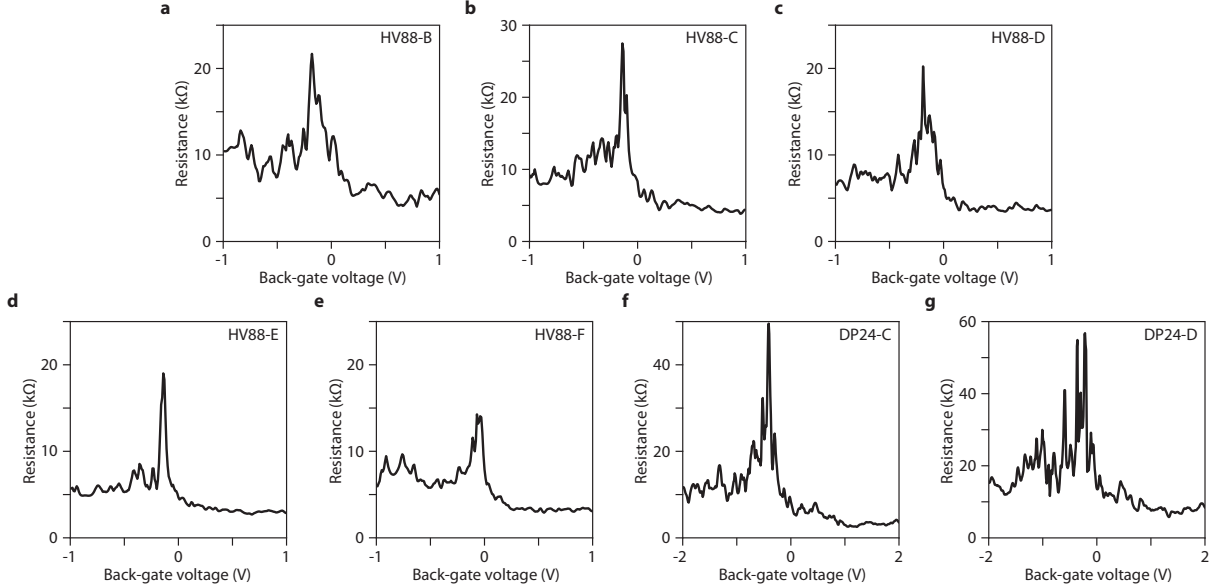 a
HV88-B
Resistance (kΩ)
20
10
0
-1
0
1
Back-gate voltage (V)
b
HV88-C
Resistance (kΩ)
30
20
10
0
-1
0
1
Back-gate voltage (V)
c
HV88-D
Resistance (kΩ)
20
10
0
-1
0
1
Back-gate voltage (V)
d
HV88-E
Resistance (kΩ)
20
10
0
-1
0
1
Back-gate voltage (V)
e
HV88-F
Resistance (kΩ)
20
10
0
-1
0
1
Back-gate voltage (V)
f
DP24-C
Resistance (kΩ)
40
20
0
-2
0
2
Back-gate voltage (V)
g
DP24-D
Resistance (kΩ)
60
40
20
0
-2
0
2
Back-gate voltage (V)